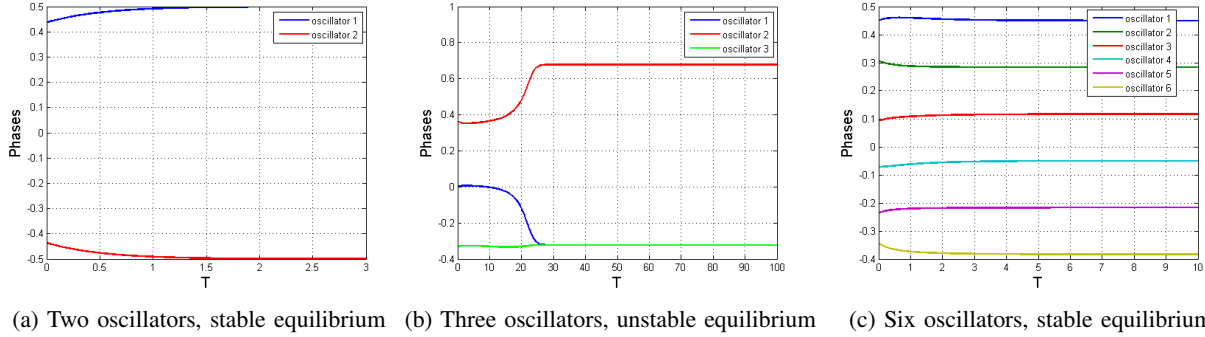 0.5
0.4
0.3
0.2
0.1
0
-0.1
-0.2
-0.3
-0.4
-0.5
0 0.5 1 1.5 2 2.5 3
T
Phases
oscillator 1
oscillator 2
1
0.8
0.6
0.4
0.2
0
-0.2
-0.4
0 10 20 30 40 50 60 70 80 90 100
T
Phases
oscillator 1
oscillator 2
oscillator 3
0.5
0.4
0.3
0.2
0.1
0
-0.1
-0.2
-0.3
-0.4
0 1 2 3 4 5 6 7 8 9 10
T
Phases
oscillator 1
oscillator 2
oscillator 3
oscillator 4
oscillator 5
oscillator 6
(a) Two oscillators, stable equilibrium
(b) Three oscillators, unstable equilibrium
(c) Six oscillators, stable equilibrium